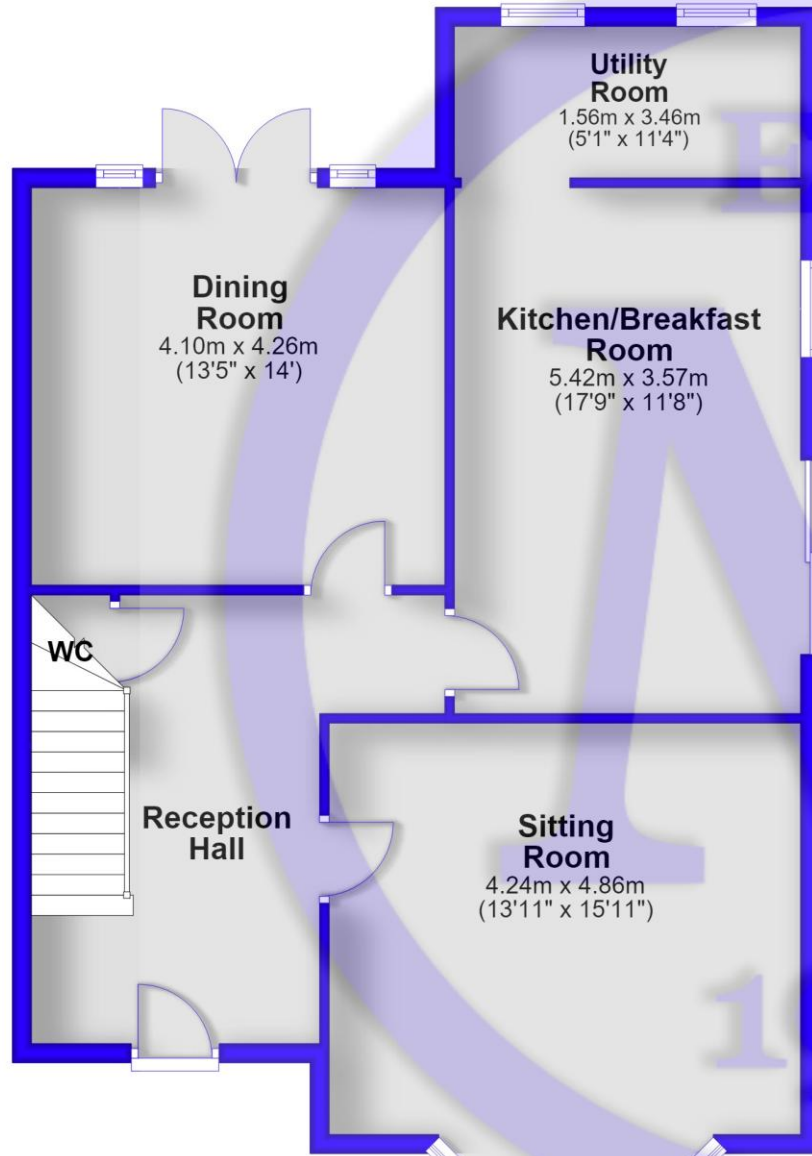 Utility
Room
1.56m x 3.46m
(5'1" x 11'4")
Dining
Room
4.10m x 4.26m
(13'5" x 14')
Kitchen/Breakfast
Room
5.42m x 3.57m
(17'9" x 11'8")
WC
Reception
Hall
Sitting
Room
4.24m x 4.86m
(13'11" x 15'11")